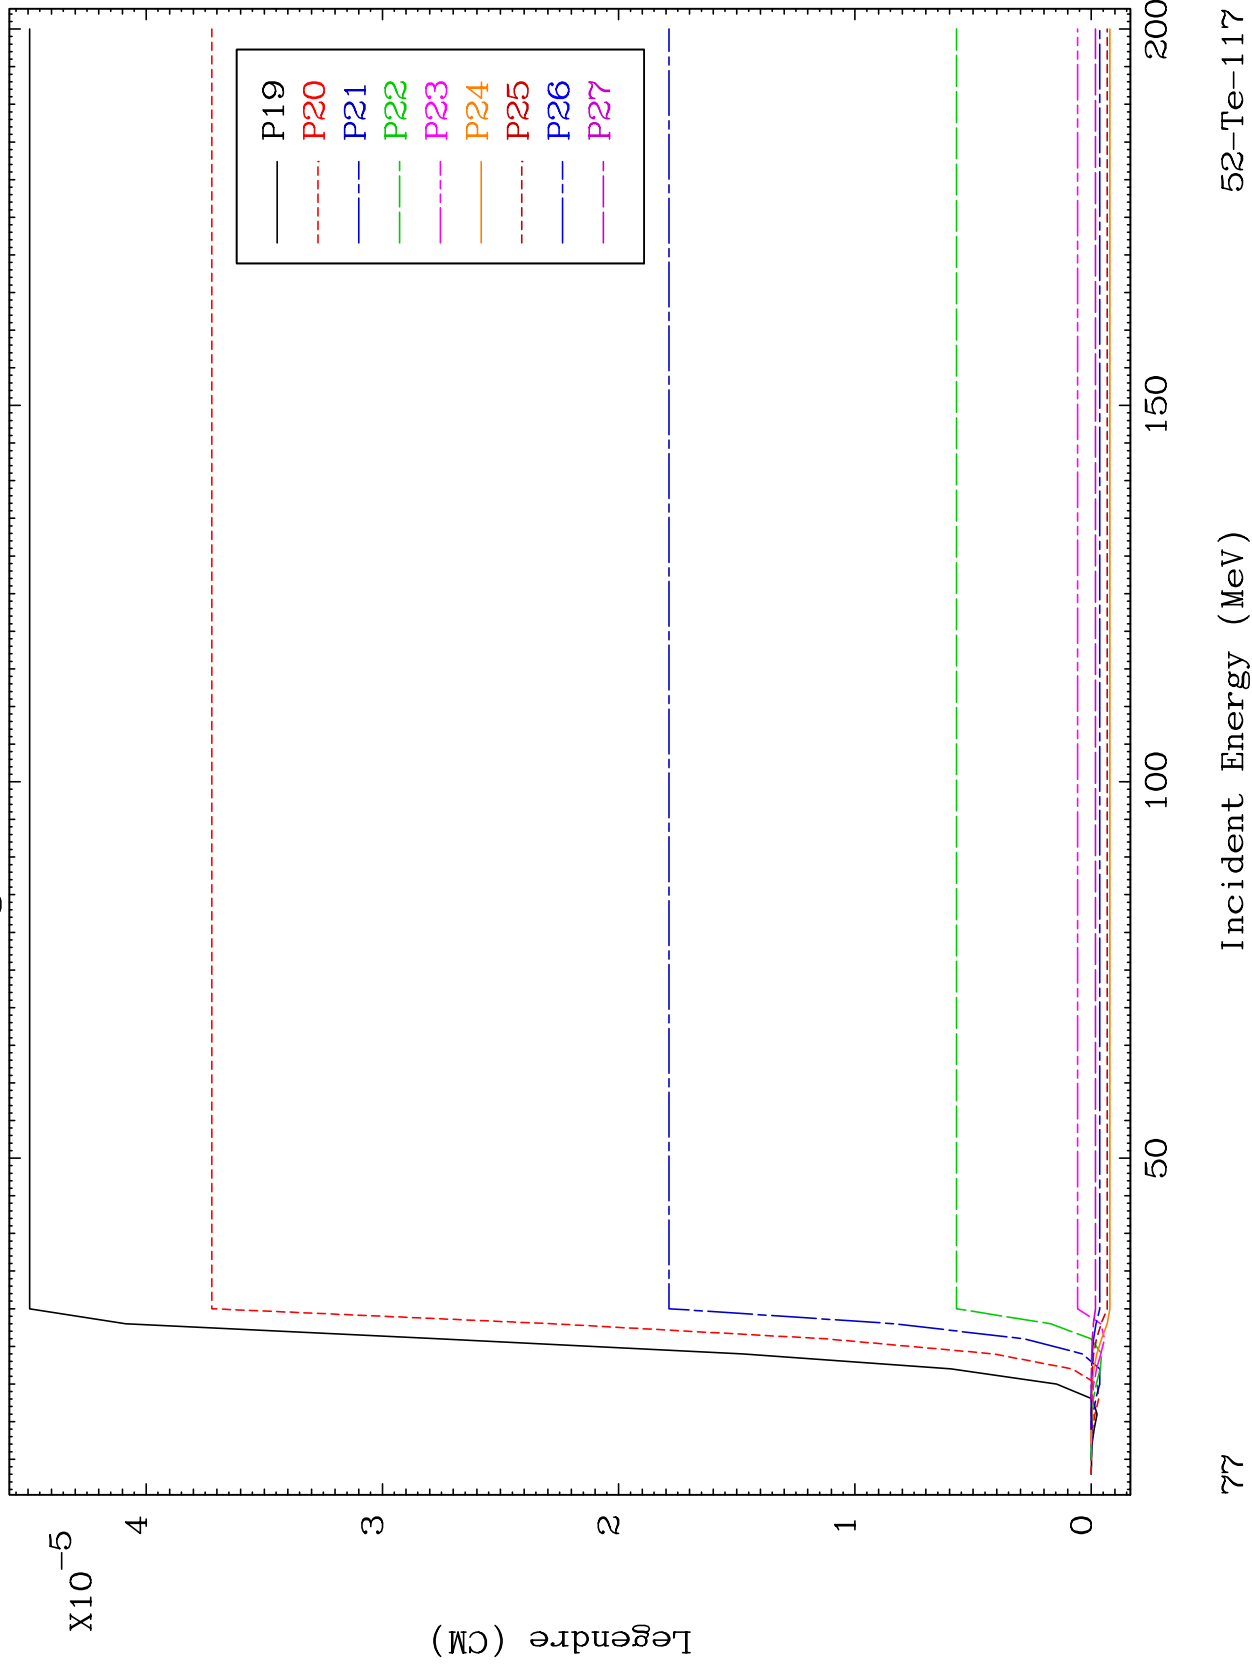 X10-5
4
3
2
1
0
Legendre (CM)
P19
P20
P21
P22
P23
P24
P25
P26
P27
50
100
150
200
Incident Energy (MeV)
77
52-Te-117